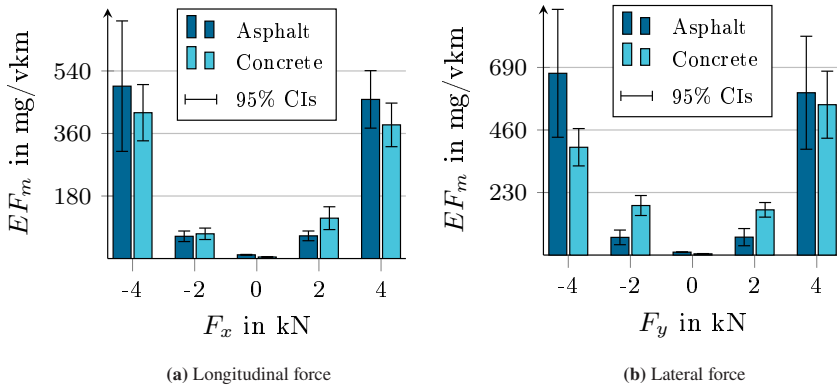 Asphalt
Concrete
95% CIs
EF_m in mg/vkm
540
360
180
-4 -2 0 2 4
F_x in kN
(a) Longitudinal force
Asphalt
Concrete
95% CIs
EF_m in mg/vkm
690
460
230
-4 -2 0 2 4
F_y in kN
(b) Lateral force